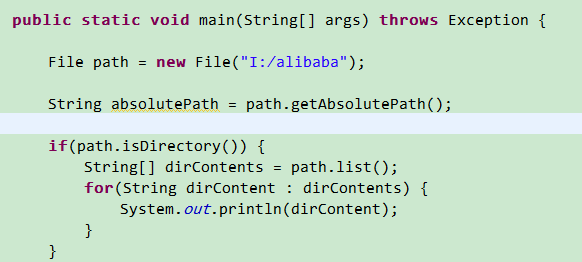 public static void main(String[] args) throws Exception {
File path = new File("I:/alibaba");
String absolutePath = path.getAbsolutePath();
if(path.isDirectory()) {
String[] dirContents = path.list();
for(String dirContent : dirContents) {
System.out.println(dirContent);
}
}